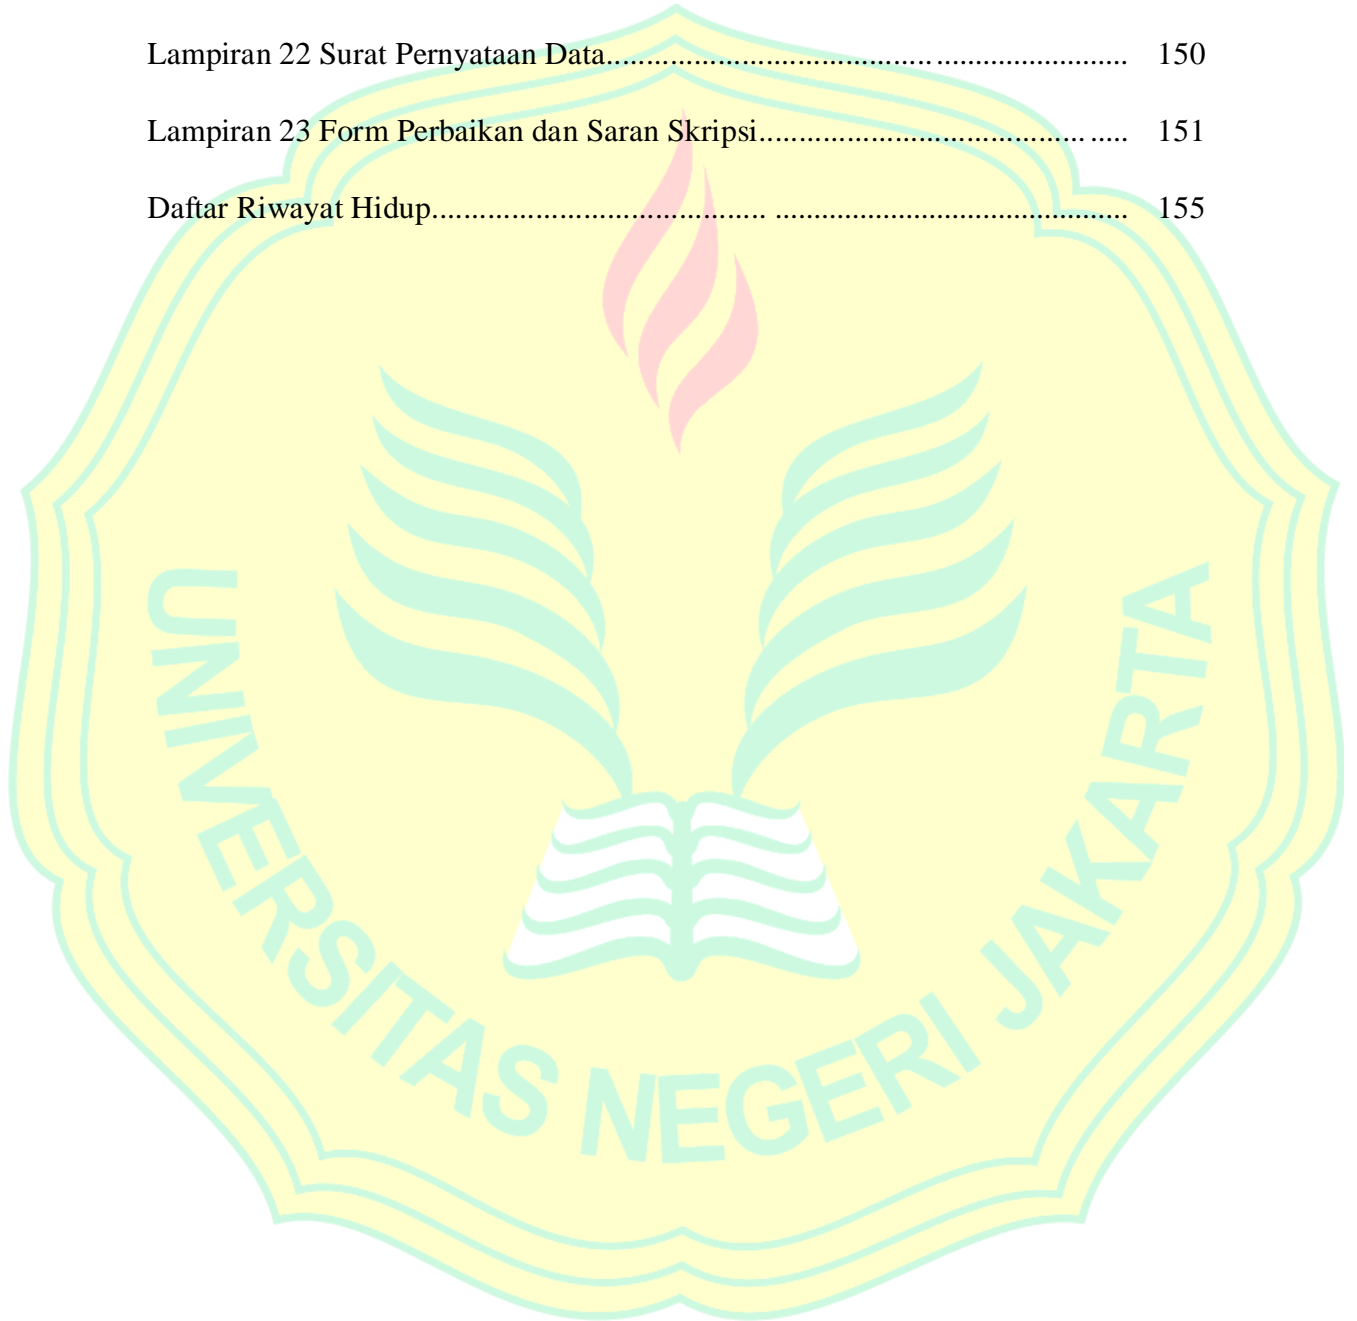 Lampiran 22 Surat Pernyataan Data................................................................ 150
Lampiran 23 Form Perbaikan dan Saran Skripsi............................................. 151
Daftar Riwayat Hidup.................................... ........................................... 155
UNIVERSITAS NEGERI JAKARTA